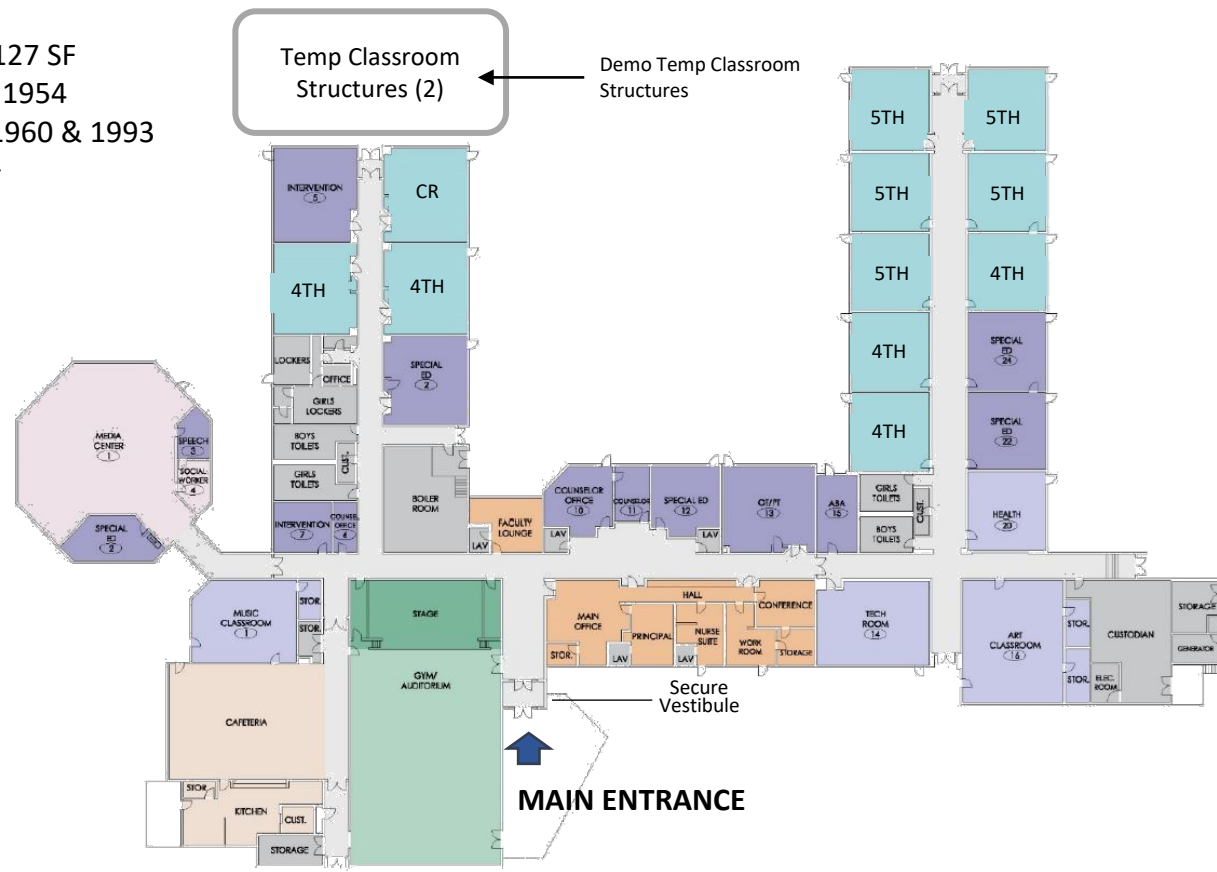 127 SF
1954
1960 & 1993
Temp Classroom
Structures (2)
Demo Temp Classroom
Structures
INTERVENTION
5
CR
4TH
4TH
LOCKERS
OFFICE
GIRLS
LOCKERS
SPECIAL
ED
2
BOYS
TOILETS
CUST.
GIRLS
TOILETS
BOILER
ROOM
INTERVENTION
7
COUNSEL
OFFICE
6
MEDIA
CENTER
1
SPEECH
3
SOCIAL
WORKER
4
SPECIAL
ED
2
5TH
5TH
5TH
5TH
5TH
4TH
4TH
SPECIAL
ED
24
4TH
SPECIAL
ED
22
GIRLS
TOILETS
CUST.
BOYS
TOILETS
HEALTH
20
FACULTY
LOUNGE
LAV
LAV
COUNSELOR
OFFICE
10
COUNSELOR
11
SPECIAL ED
12
LAV
OT/PT
13
ABA
15
MUSIC
CLASSROOM
1
STOR.
STOR.
STAGE
GYM/
AUDITORIUM
CAFETERIA
STOR.
KITCHEN
CUST.
STORAGE
HALL
MAIN
OFFICE
STOR.
LAV
PRINCIPAL
LAV
NURSE
SUITE
WORK
ROOM
CONFERENCE
STORAGE
TECH
ROOM
14
ART
CLASSROOM
16
STOR.
STOR.
ELEC.
ROOM
CUSTODIAN
STORAGE
GENERATOR
Secure
Vestibule
MAIN ENTRANCE